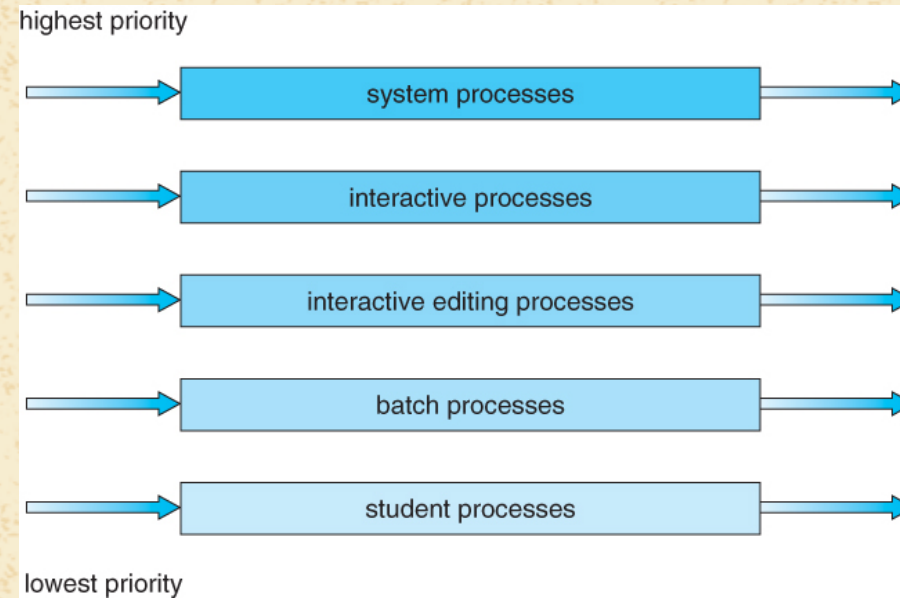 highest priority
system processes
interactive processes
interactive editing processes
batch processes
student processes
lowest priority